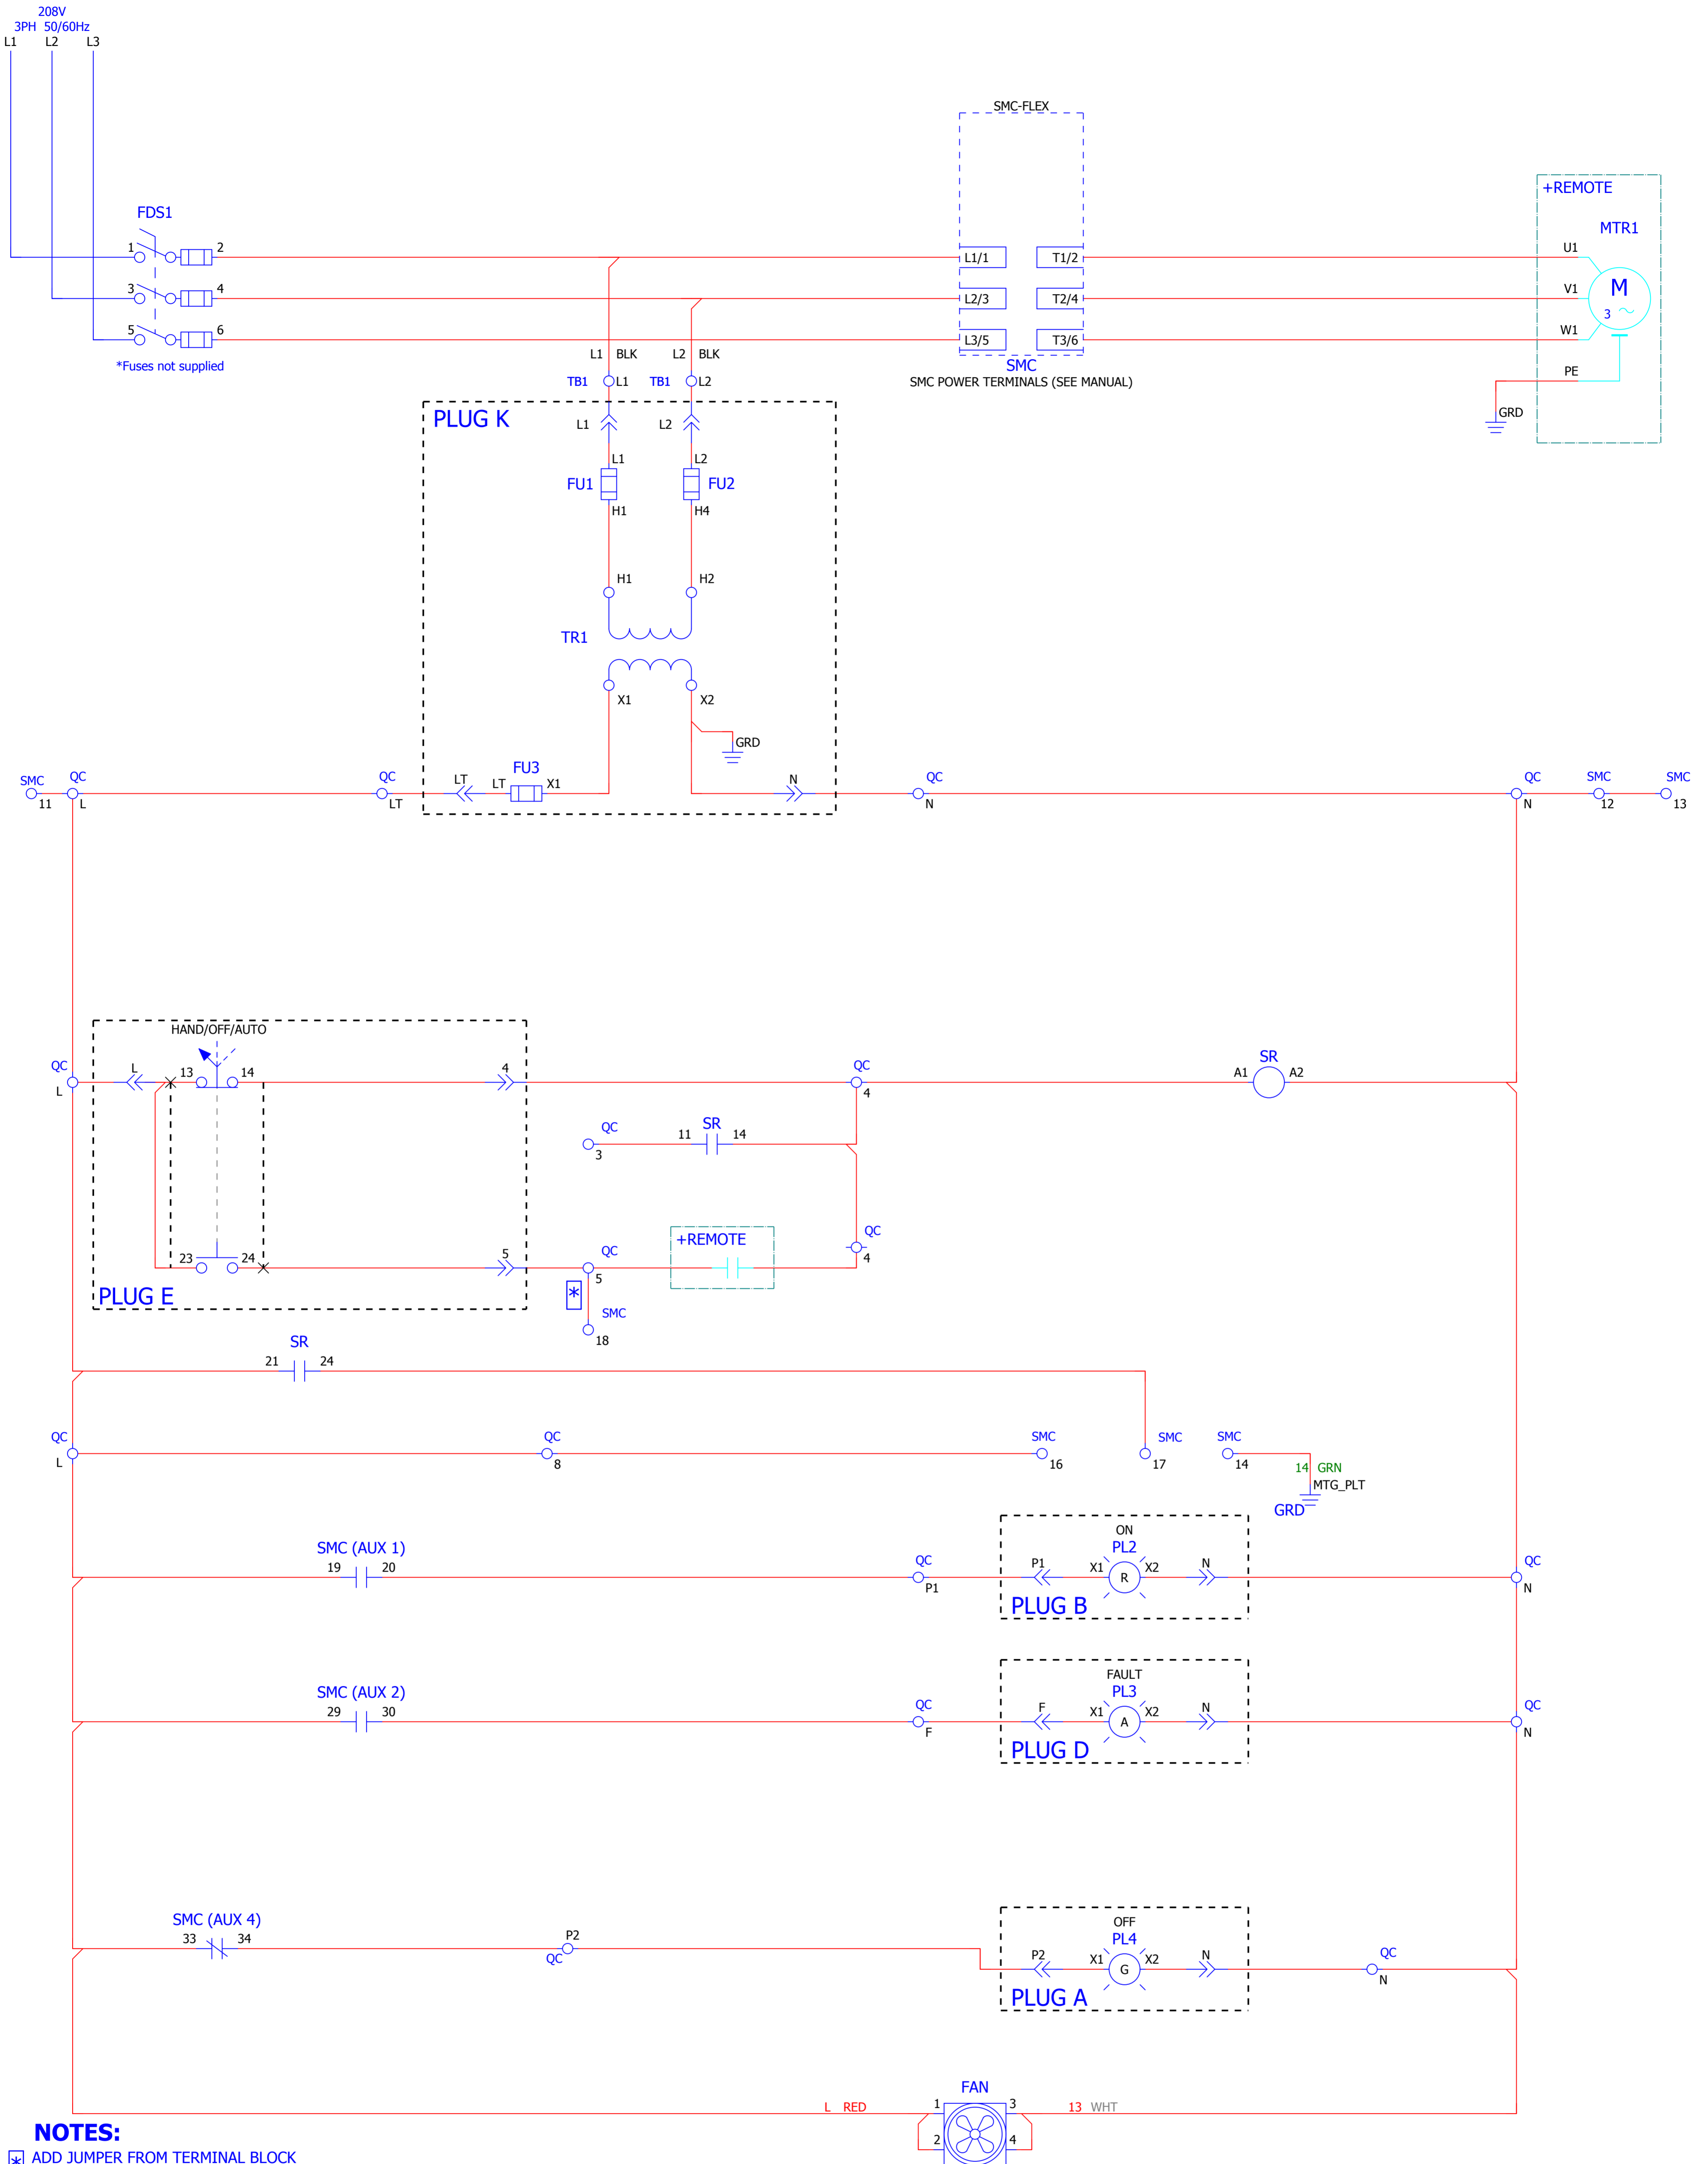 208V
3PH 50/60Hz
L1 L2 L3
SMC-FLEX
+REMOTE
FDS1
MTR1
1 2
L1/1 T1/2
U1
3 4
L2/3 T2/4
V1
M
3
5 6
L3/5 T3/6
W1
*Fuses not supplied
L1 BLK L2 BLK
SMC
SMC POWER TERMINALS (SEE MANUAL)
PE
TB1 L1 TB1 L2
GRD
PLUG K
L1 L2
L1 L2
FU1 FU2
H1 H4
H1 H2
TR1
X1 X2
GRD
SMC QC QC LT LT FU3 X1 N QC QC SMC SMC
11 L LT N N 12 13
HAND/OFF/AUTO
QC L 13 14 4 QC A1 SR A2
L 4
QC 11 SR 14
3
+REMOTE
QC
23 24 5 QC 4
5
PLUG E
*
SMC
18
SR
21 24
QC QC SMC SMC SMC
L 8 16 17 14
14 GRN
MTG_PLT
GRD
ON
SMC (AUX 1) PL2
19 20 QC P1 X1 R X2 N QC
P1 N
PLUG B
FAULT
SMC (AUX 2) PL3
29 30 QC F X1 A X2 N QC
F N
PLUG D
OFF
SMC (AUX 4) PL4
33 34 P2 P2 X1 G X2 N QC
QC N
PLUG A
FAN
L RED 1 3 13 WHT
2 4
NOTES:
* ADD JUMPER FROM TERMINAL BLOCK